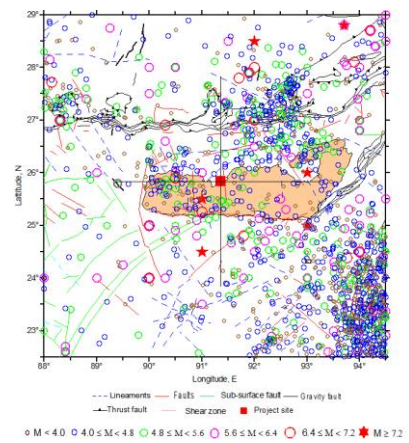 29°
28°
27°
26°
25°
24°
23°
Latitude, N
88° 89° 90° 91° 92° 93° 94°
Longitude, E
Lineaments Faults Sub-surface fault Gravity fault
Thrust fault Shear zone Project site
M < 4.0 4.0 ≤ M < 4.8 4.8 ≤ M < 5.6 5.6 ≤ M < 6.4 6.4 ≤ M < 7.2 M ≥ 7.2